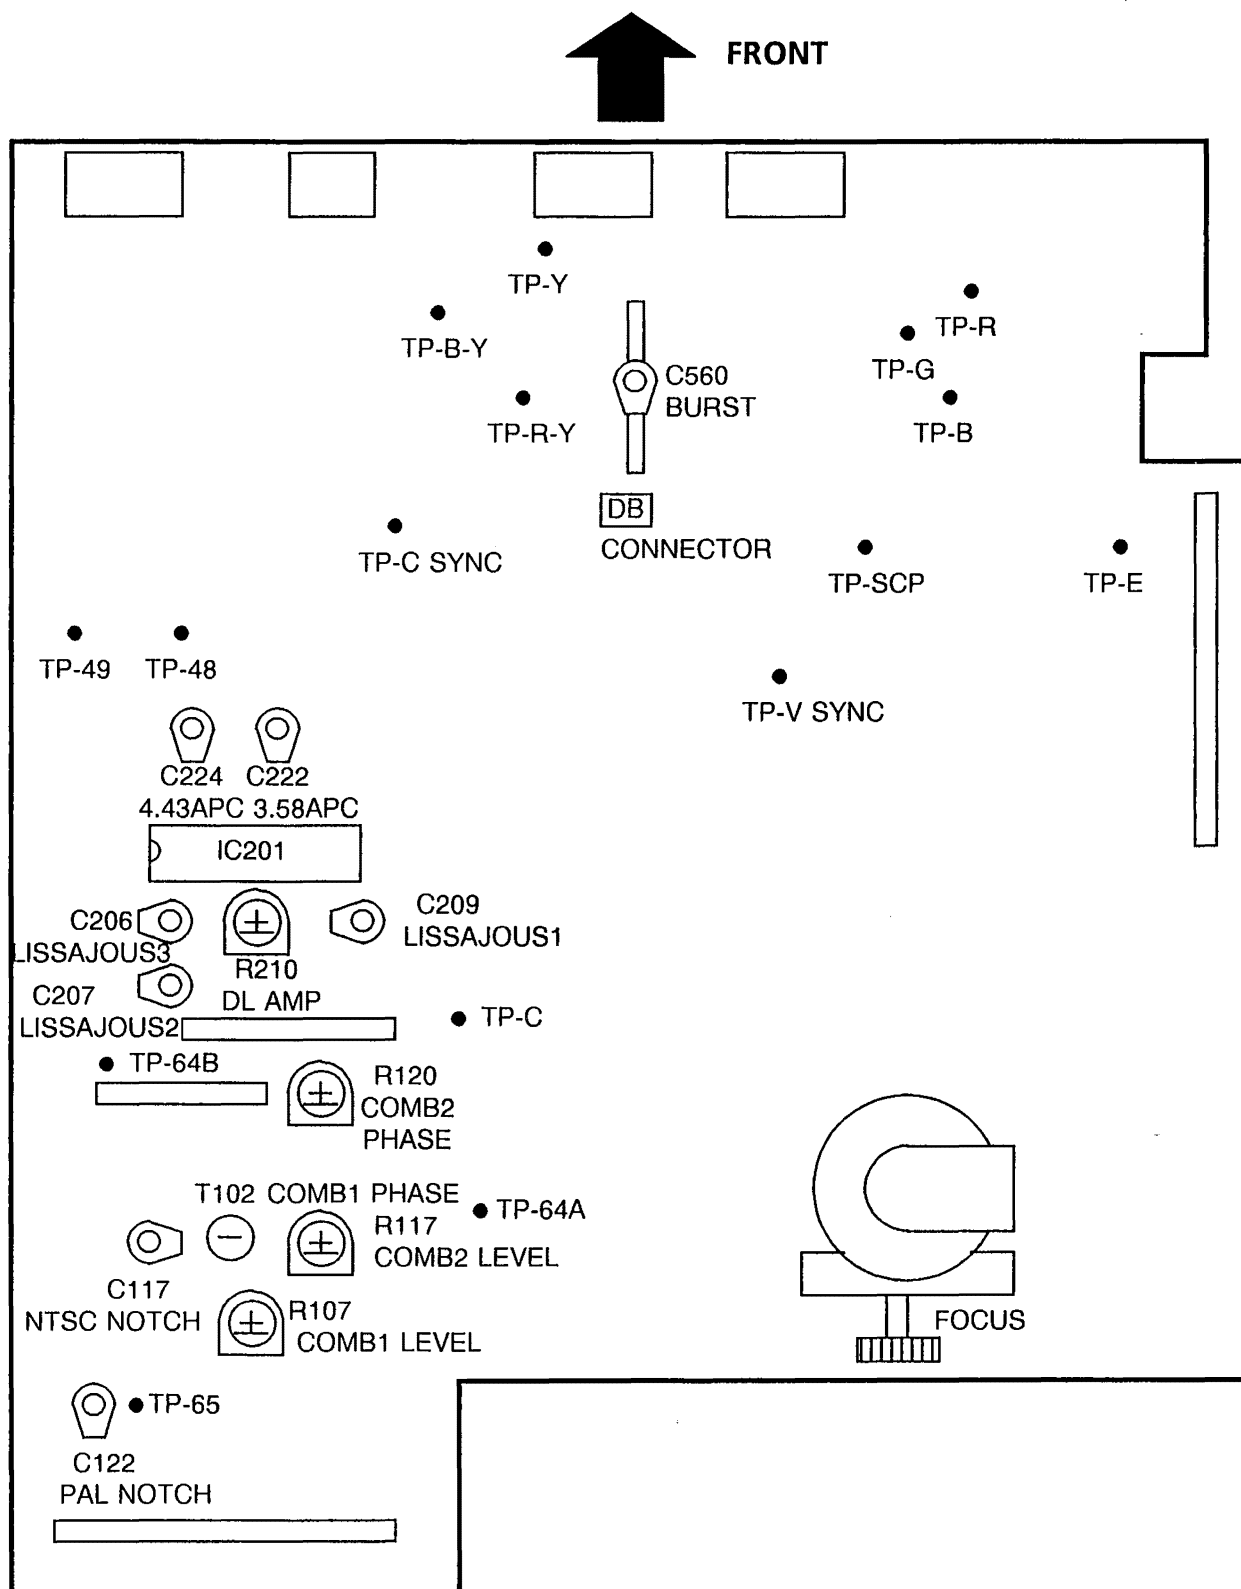 FRONT
TP-Y
TP-B-Y
TP-R-Y
C560
BURST
TP-R
TP-G
TP-B
DB
CONNECTOR
TP-C SYNC
TP-SCP
TP-E
TP-49
TP-48
TP-V SYNC
C224
C222
4.43APC
3.58APC
IC201
C206
LISSAJOUS3
R210
DL AMP
C209
LISSAJOUS1
C207
LISSAJOUS2
TP-C
TP-64B
R120
COMB2
PHASE
T102 COMB1 PHASE
TP-64A
R117
COMB2 LEVEL
C117
NTSC NOTCH
R107
COMB1 LEVEL
FOCUS
TP-65
C122
PAL NOTCH